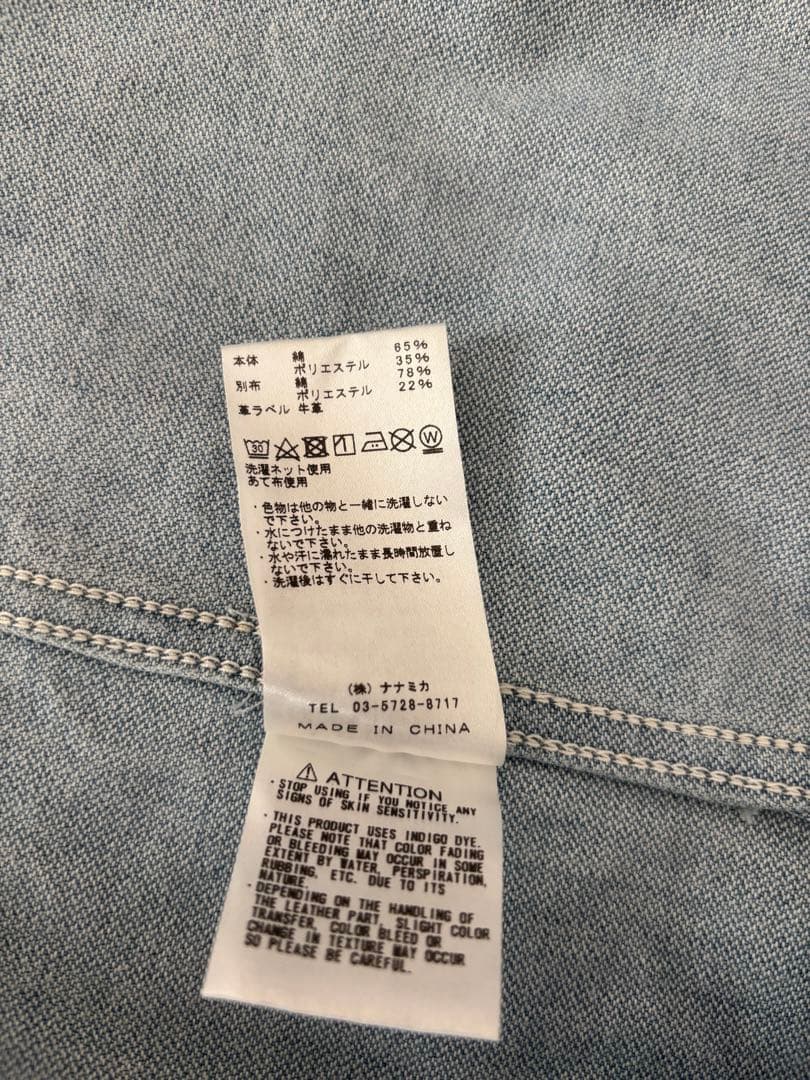 本体 綿 65%
ポリエステル 35%
別布 綿 78%
ポリエステル 22%
革ラベル 牛革
30
W
洗濯ネット使用
あて布使用
・色物は他の物と一緒に洗濯しない
で下さい。
・水につけたまま他の洗濯物と重ね
ないで下さい。
・水や汗に濡れたまま長時間放置し
ないで下さい。
・洗濯後はすぐに干して下さい。
(株) ナナミカ
TEL 03-5728-8717
MADE IN CHINA
⚠ ATTENTION
・STOP USING IF YOU NOTICE ANY
SIGNS OF SKIN SENSITIVITY.
・THIS PRODUCT USES INDIGO DYE.
PLEASE NOTE THAT COLOR FADING
OR BLEEDING MAY OCCUR IN SOME
EXTENT BY WATER, PERSPIRATION,
RUBBING, ETC. DUE TO ITS
NATURE.
・DEPENDING ON THE HANDLING OF
THE LEATHER PART, SLIGHT COLOR
TRANSFER, COLOR BLEED OR
CHANGE IN TEXTURE MAY OCCUR
SO PLEASE BE CAREFUL.